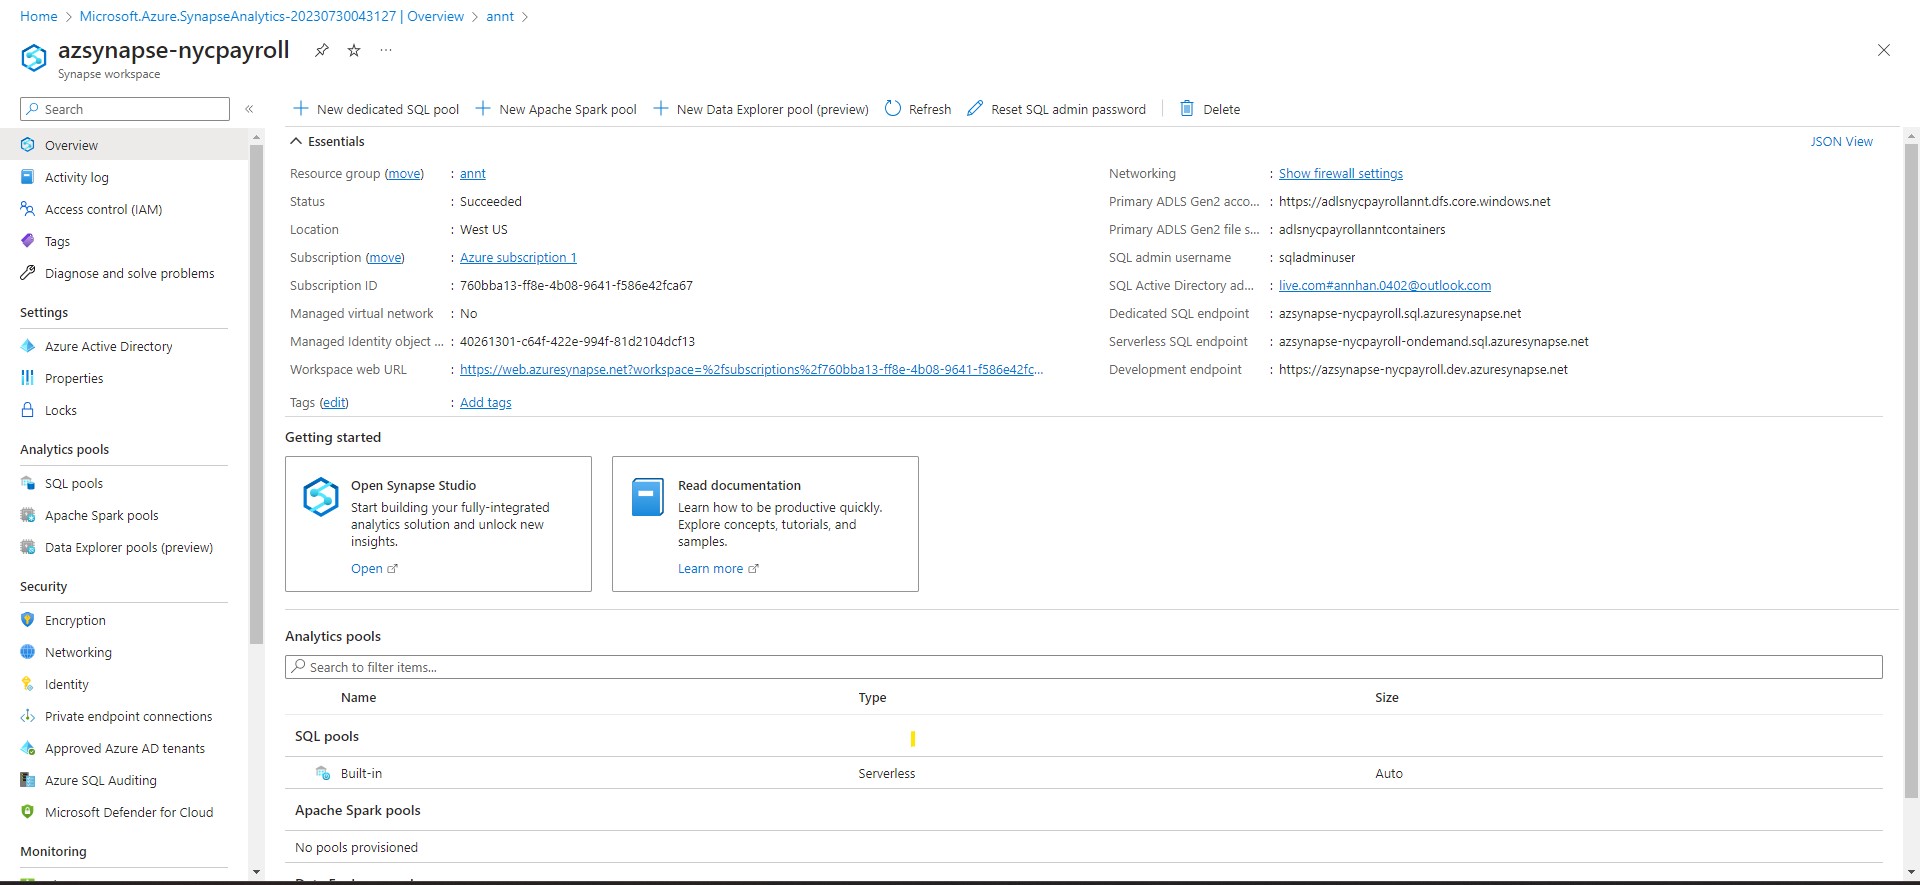 Home > Microsoft.Azure.SynapseAnalytics-20230730043127 | Overview > annt >
azsynapse-nycpayroll
Synapse workspace
Search
Overview
Activity log
Access control (IAM)
Tags
Diagnose and solve problems
Settings
Azure Active Directory
Properties
Locks
Analytics pools
SQL pools
Apache Spark pools
Data Explorer pools (preview)
Security
Encryption
Networking
Identity
Private endpoint connections
Approved Azure AD tenants
Azure SQL Auditing
Microsoft Defender for Cloud
Monitoring
New dedicated SQL pool New Apache Spark pool New Data Explorer pool (preview) Refresh Reset SQL admin password Delete
Essentials
JSON View
Resource group (move) : annt
Status : Succeeded
Location : West US
Subscription (move) : Azure subscription 1
Subscription ID : 760bba13-ff8e-4b08-9641-f586e42fca67
Managed virtual network : No
Managed Identity object ... : 40261301-c64f-422e-994f-81d2104dcf13
Workspace web URL : https://web.azuresynapse.net?workspace=%2fsubscriptions%2f760bba13-ff8e-4b08-9641-f586e42fc...
Tags (edit) : Add tags
Networking : Show firewall settings
Primary ADLS Gen2 acco... : https://adlsnycpayrollannt.dfs.core.windows.net
Primary ADLS Gen2 file s... : adlsnycpayrollanntcontainers
SQL admin username : sqladminuser
SQL Active Directory ad... : live.com#annhan.0402@outlook.com
Dedicated SQL endpoint : azsynapse-nycpayroll.sql.azuresynapse.net
Serverless SQL endpoint : azsynapse-nycpayroll-ondemand.sql.azuresynapse.net
Development endpoint : https://azsynapse-nycpayroll.dev.azuresynapse.net
Getting started
Open Synapse Studio
Start building your fully-integrated
analytics solution and unlock new
insights.
Open
Read documentation
Learn how to be productive quickly.
Explore concepts, tutorials, and
samples.
Learn more
Analytics pools
Search to filter items...
Name Type Size
SQL pools
Built-in Serverless Auto
Apache Spark pools
No pools provisioned